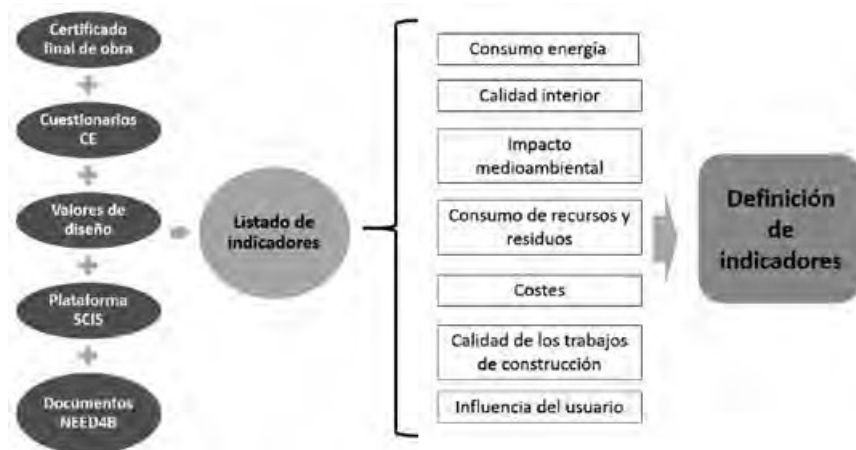 Certificado
final de obra
Cuestionarios
CE
Valores de
diseño
Plataforma
SCIS
Documentos
NEED4B
Listado de
indicadores
Consumo energía
Calidad interior
Impacto
medioambiental
Consumo de recursos y
residuos
Costes
Calidad de los trabajos
de construcción
Influencia del usuario
Definición
de
indicadores